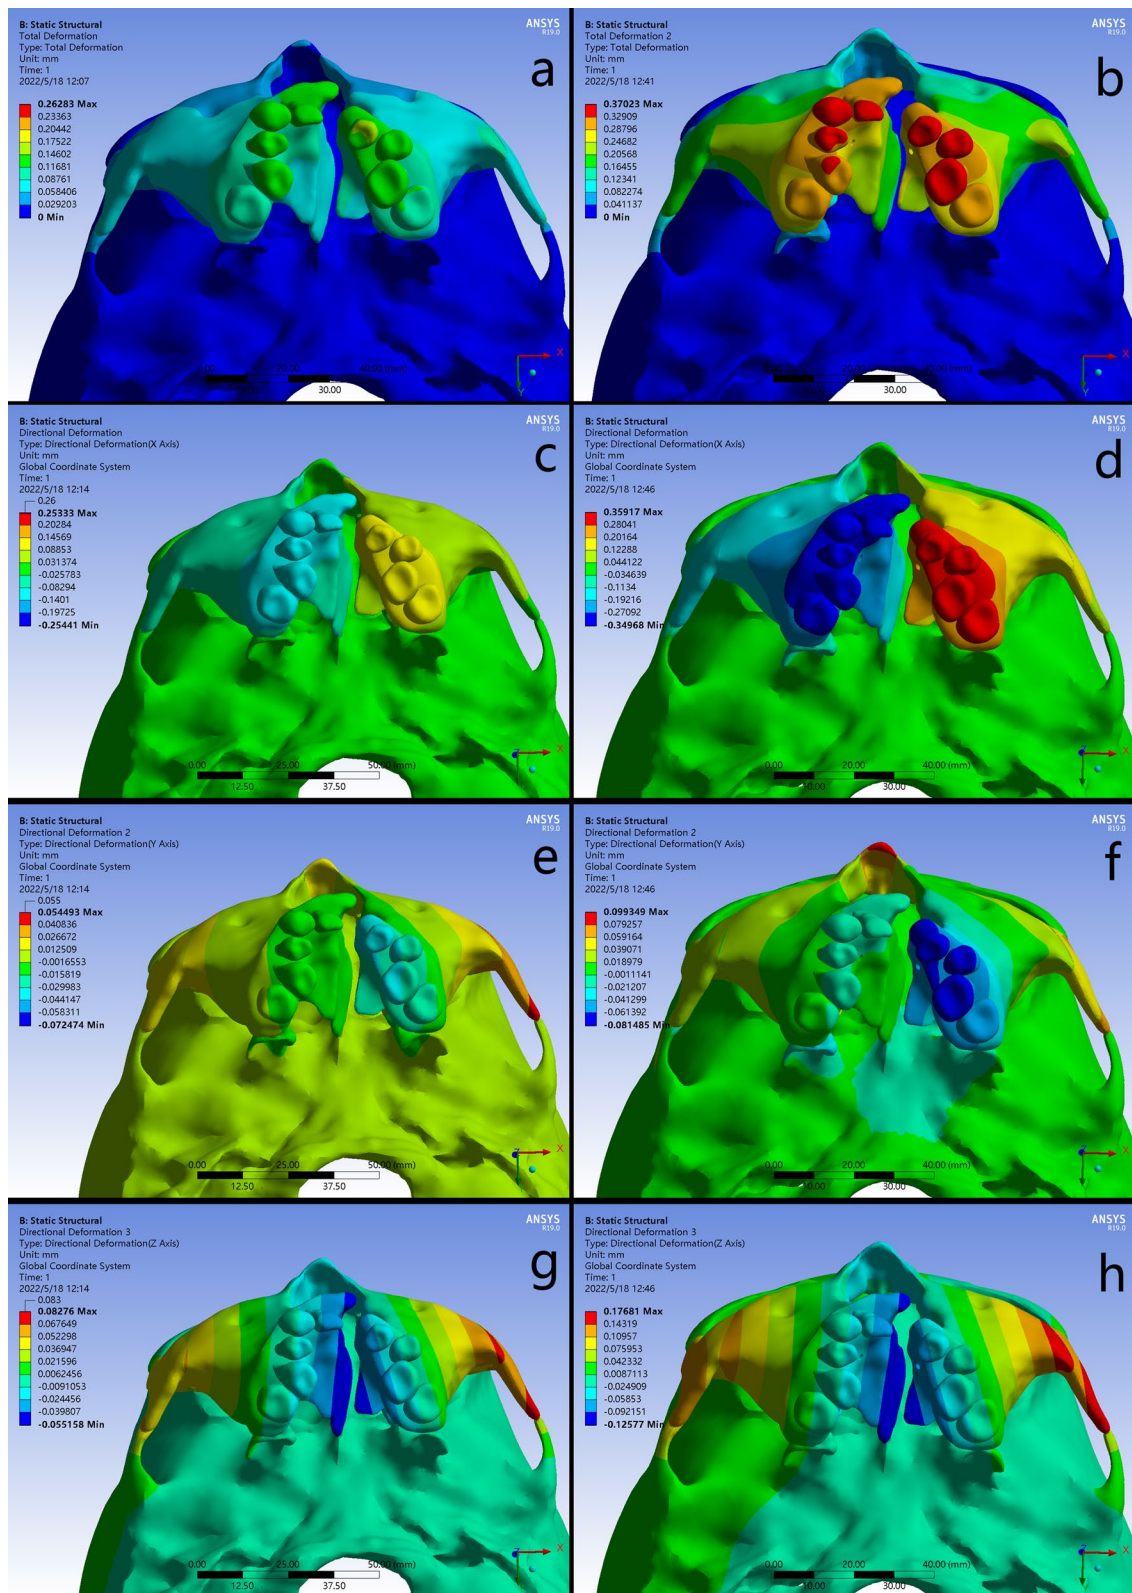 B: Static Structural
Total Deformation
Type: Total Deformation
Unit: mm
Time: 1
2022/5/18 12:07
0.26283 Max
0.23363
0.20442
0.17522
0.14602
0.11681
0.08761
0.058406
0.029203
0 Min
ANSYS
R19.0
a
X
Y
20.00
40.00 (mm)
30.00
B: Static Structural
Total Deformation 2
Type: Total Deformation
Unit: mm
Time: 1
2022/5/18 12:41
0.37023 Max
0.32909
0.28796
0.24682
0.20568
0.16455
0.12341
0.082274
0.041137
0 Min
ANSYS
R19.0
b
X
30.00
B: Static Structural
Directional Deformation
Type: Directional Deformation(X Axis)
Unit: mm
Global Coordinate System
Time: 1
2022/5/18 12:14
0.26
0.25333 Max
0.20284
0.14569
0.08853
0.031374
-0.025783
-0.08294
-0.1401
-0.19725
-0.25441 Min
ANSYS
R19.0
c
X
0.00
25.00
50.00 (mm)
12.50
37.50
B: Static Structural
Directional Deformation
Type: Directional Deformation(X Axis)
Unit: mm
Global Coordinate System
Time: 1
2022/5/18 12:46
0.35917 Max
0.28041
0.20164
0.12288
0.044122
-0.034639
-0.1134
-0.19216
-0.27092
-0.34968 Min
ANSYS
R19.0
d
X
0.00
20.00
40.00 (mm)
10.00
30.00
B: Static Structural
Directional Deformation 2
Type: Directional Deformation(Y Axis)
Unit: mm
Global Coordinate System
Time: 1
2022/5/18 12:14
0.055
0.054493 Max
0.040836
0.026672
0.012509
-0.0016553
-0.015819
-0.029983
-0.044147
-0.058311
-0.072474 Min
ANSYS
R19.0
e
X
0.00
25.00
50.00 (mm)
12.50
37.50
B: Static Structural
Directional Deformation 2
Type: Directional Deformation(Y Axis)
Unit: mm
Global Coordinate System
Time: 1
2022/5/18 12:46
0.099349 Max
0.079257
0.059164
0.039071
0.018979
-0.0011141
-0.021207
-0.041299
-0.061392
-0.081485 Min
ANSYS
R19.0
f
X
0.00
20.00
40.00 (mm)
10.00
30.00
B: Static Structural
Directional Deformation 3
Type: Directional Deformation(Z Axis)
Unit: mm
Global Coordinate System
Time: 1
2022/5/18 12:14
0.083
0.08276 Max
0.067649
0.052298
0.036947
0.021596
0.0062456
-0.0091053
-0.024456
-0.039807
-0.055158 Min
ANSYS
R19.0
g
X
0.00
25.00
50.00 (mm)
12.50
37.50
B: Static Structural
Directional Deformation 3
Type: Directional Deformation(Z Axis)
Unit: mm
Global Coordinate System
Time: 1
2022/5/18 12:46
0.17681 Max
0.14319
0.10957
0.075953
0.042332
0.0087113
-0.024909
-0.05853
-0.092151
-0.12577 Min
ANSYS
R19.0
h
X
0.00
20.00
40.00 (mm)
10.00
30.00